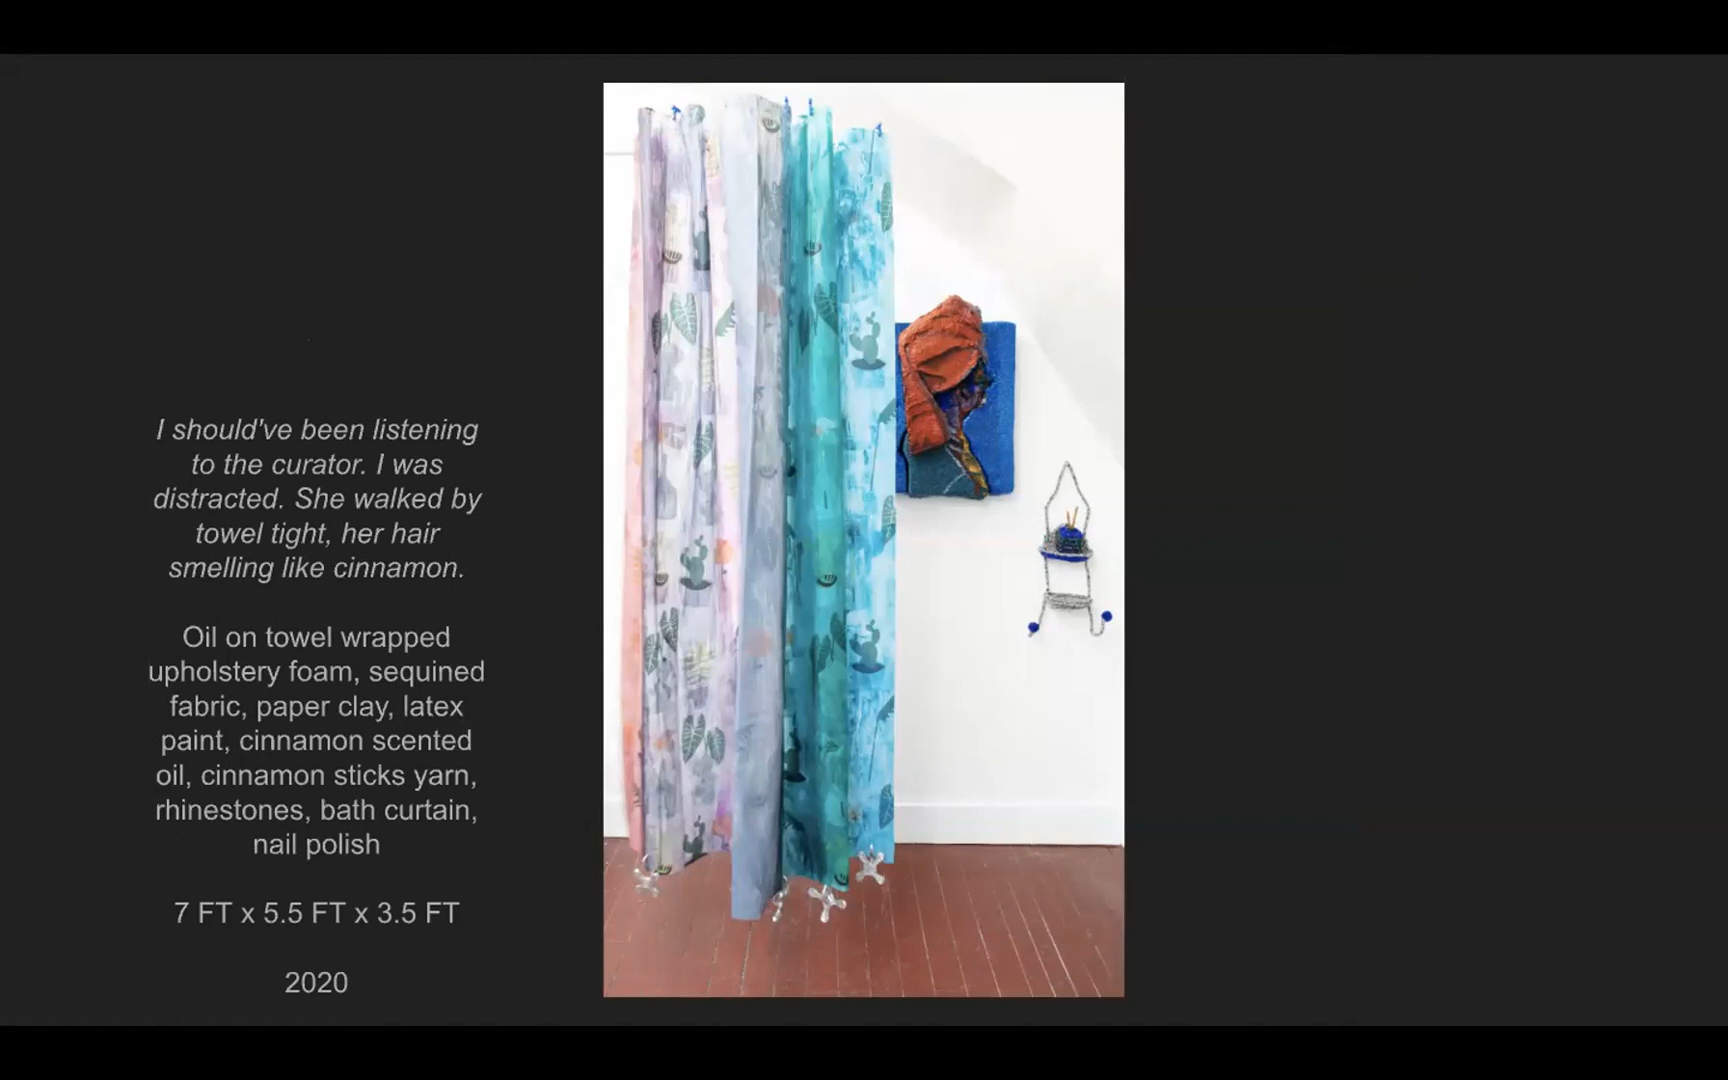 I should've been listening
to the curator. I was
distracted. She walked by
towel tight, her hair
smelling like cinnamon.
Oil on towel wrapped
upholstery foam, sequined
fabric, paper clay, latex
paint, cinnamon scented
oil, cinnamon sticks yarn,
rhinestones, bath curtain,
nail polish
7 FT x 5.5 FT x 3.5 FT
2020